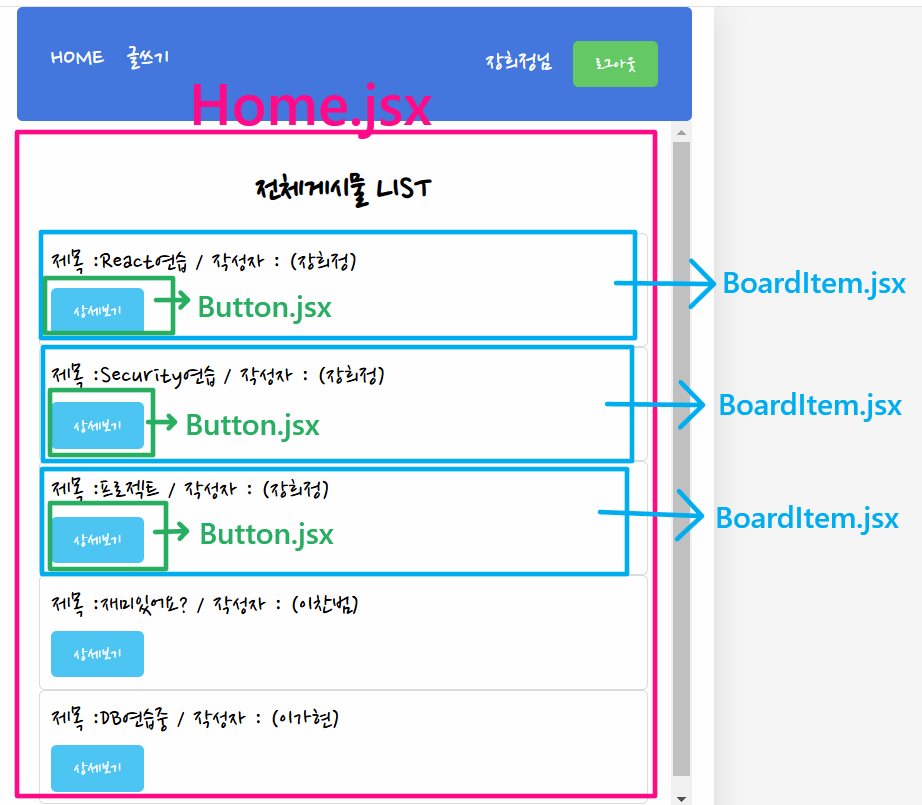 HOME 글쓰기 장희정님 로그아웃
Home.jsx
전체게시물 LIST
제목 :React연습 / 작성자 : (장희정)
상세보기 Button.jsx
BoardItem.jsx
제목 :Security연습 / 작성자 : (장희정)
상세보기 Button.jsx
BoardItem.jsx
제목 :프로젝트 / 작성자 : (장희정)
상세보기 Button.jsx
BoardItem.jsx
제목 :재미있어요? / 작성자 : (이찬범)
상세보기
제목 :DB연습중 / 작성자 : (이가현)
상세보기